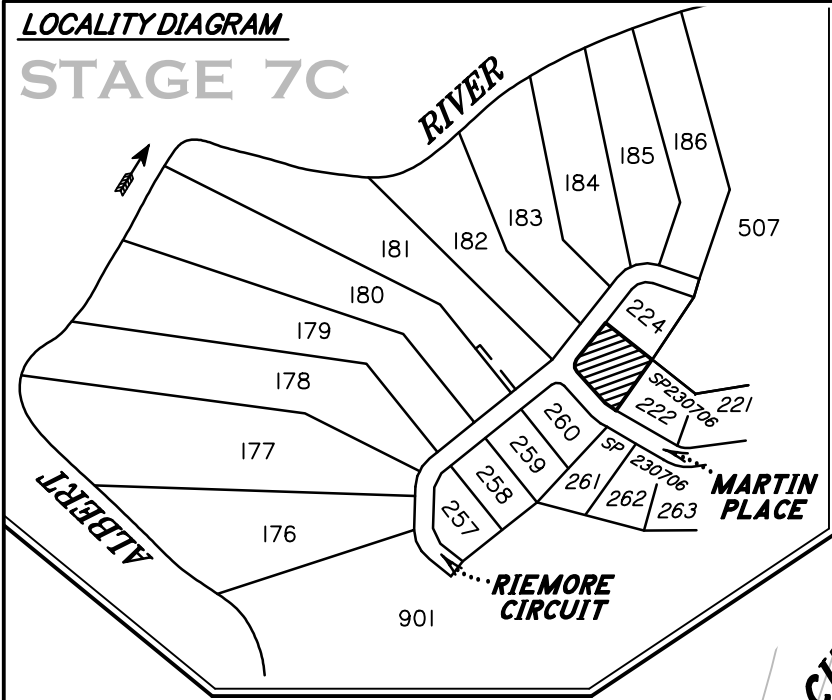 LOCALITY DIAGRAM
STAGE 7C
RIVER
186
185
184
183
182
181
180
179
178
177
176
507
224
SP230706
222
221
260
259
258
257
SP 230706
261
262
263
MARTIN
PLACE
ALBERT
RIEMORE
CIRCUIT
901